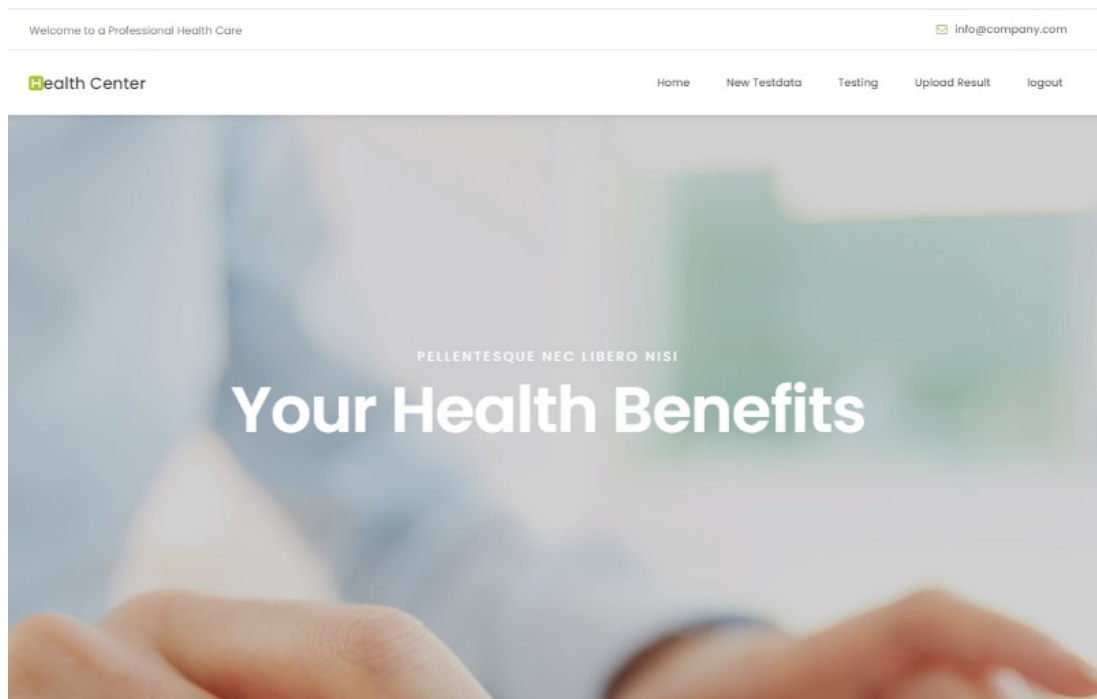 Welcome to a Professional Health Care
info@company.com
Health Center
Home New Testdata Testing Upload Result logout
PELLENTESQUE NEC LIBERO NISI
Your Health Benefits